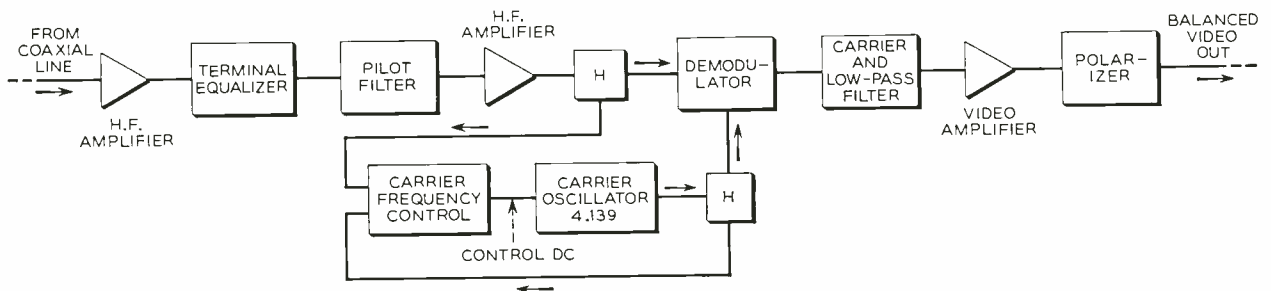 FROM
COAXIAL
LINE
H.F.
AMPLIFIER
TERMINAL
EQUALIZER
PILOT
FILTER
H.F.
AMPLIFIER
H
DEMODU-
LATOR
CARRIER
AND
LOW-PASS
FILTER
VIDEO
AMPLIFIER
POLAR-
IZER
BALANCED
VIDEO
OUT
CARRIER
FREQUENCY
CONTROL
CONTROL DC
CARRIER
OSCILLATOR
4.139
H